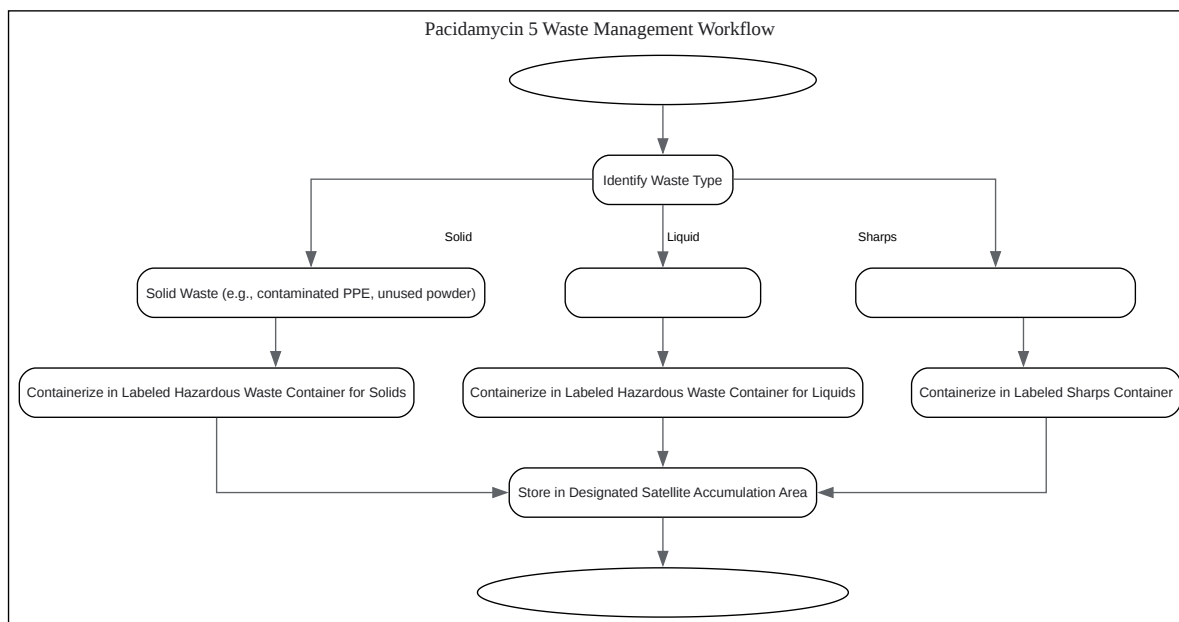 Pacidamycin 5 Waste Management Workflow
Identify Waste Type
Solid
Liquid
Sharps
Solid Waste (e.g., contaminated PPE, unused powder)
Containerize in Labeled Hazardous Waste Container for Solids
Containerize in Labeled Hazardous Waste Container for Liquids
Containerize in Labeled Sharps Container
Store in Designated Satellite Accumulation Area